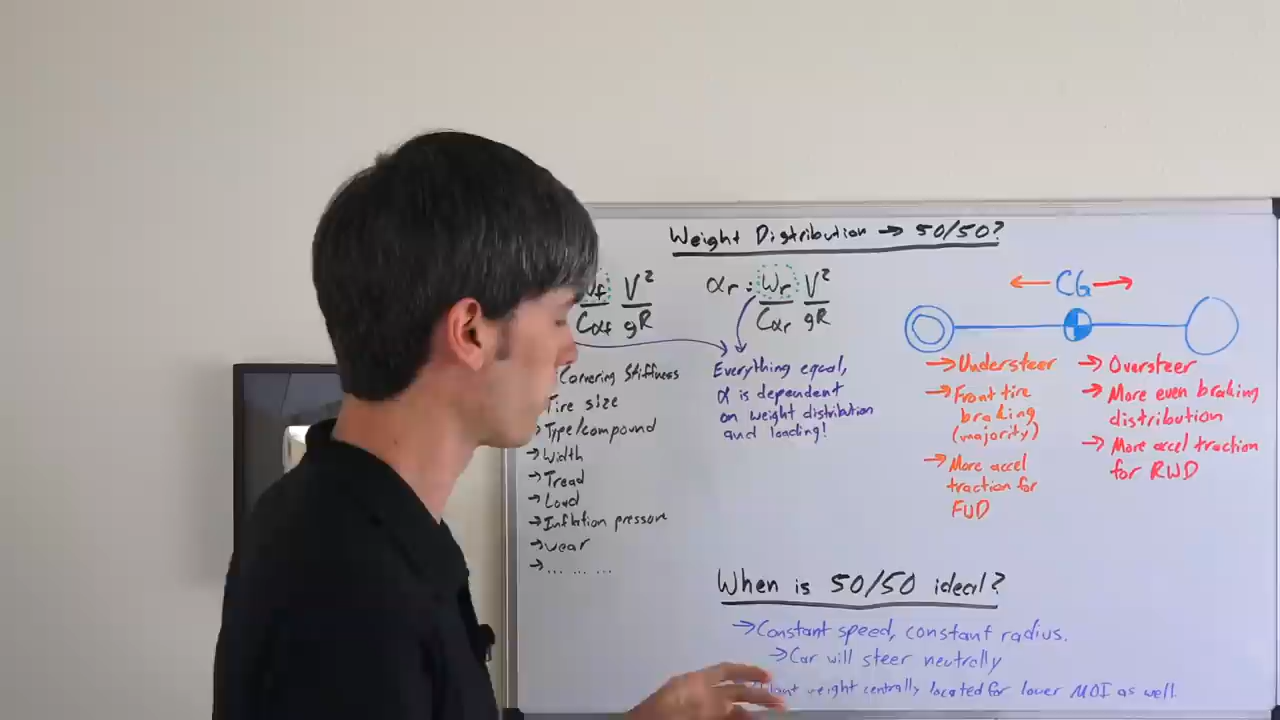 Weight Distribution → 50/50?
Wf V²
Cαf gR
αr = Wr V²
Cαr gR
Cornering Stiffness
Tire size
→ Type/compound
→ Width
→ Tread
→ Load
→ Inflation pressure
→ wear
→ ... ... ...
Everything equal,
α is dependent
on weight distribution
and loading!
← CG →
→ Understeer
→ Front tire
braking
(majority)
→ More accel
traction for
FWD
→ Oversteer
→ More even braking
distribution
→ More accel traction
for RWD
When is 50/50 ideal?
→ Constant speed, constant radius.
→ Car will steer neutrally
weight centrally located for lower MOI as well.